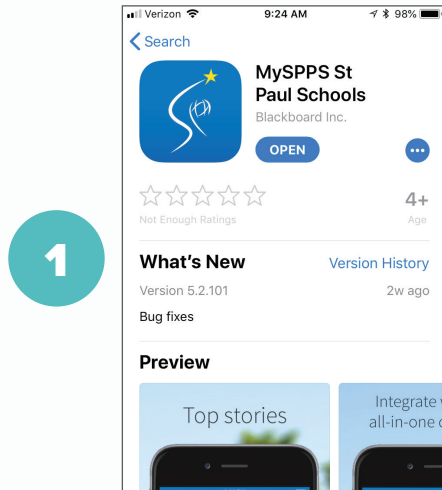 Verizon 9:24 AM 98%
Search
MySPPS St
Paul Schools
Blackboard Inc.
OPEN
4+
Not Enough Ratings Age
1
What's New Version History
Version 5.2.101 2w ago
Bug fixes
Preview
Top stories
Integrate
all-in-one